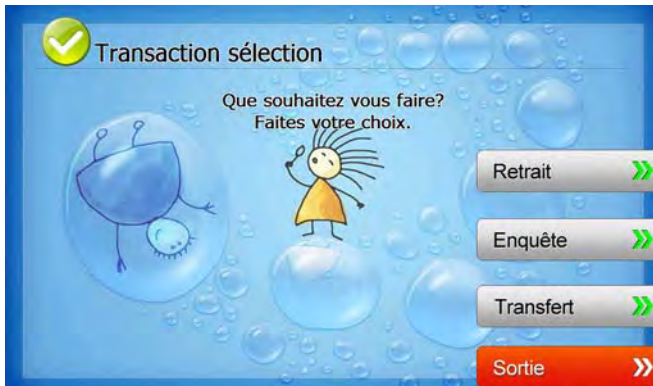 Transaction sélection
Que souhaitez vous faire?
Faites votre choix.
Retrait
Enquête
Transfert
Sortie